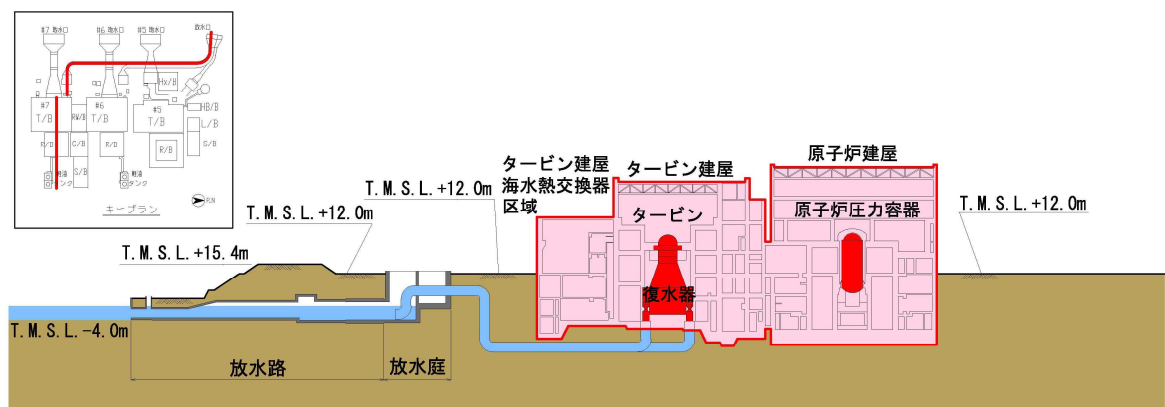 #7 取水口
#6 取水口
#5 取水口
放水口
Hx/B
#7
T/B
RW/B
#6
T/B
#5
T/B
HB/B
L/B
S/B
R/B
C/B
R/B
R/B
S/B
軽油
タンク
軽油
タンク
キープラン
P.N
T.M.S.L.+15.4m
T.M.S.L.+12.0m
T.M.S.L.+12.0m
タービン建屋
海水熱交換器
区域
タービン建屋
タービン
復水器
原子炉建屋
原子炉圧力容器
T.M.S.L.+12.0m
T.M.S.L.-4.0m
放水路
放水庭